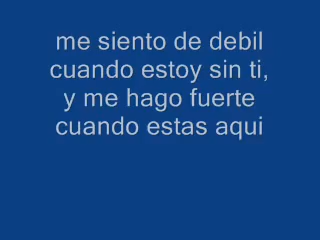 me siento de debil
cuando estoy sin ti,
y me hago fuerte
cuando estas aqui